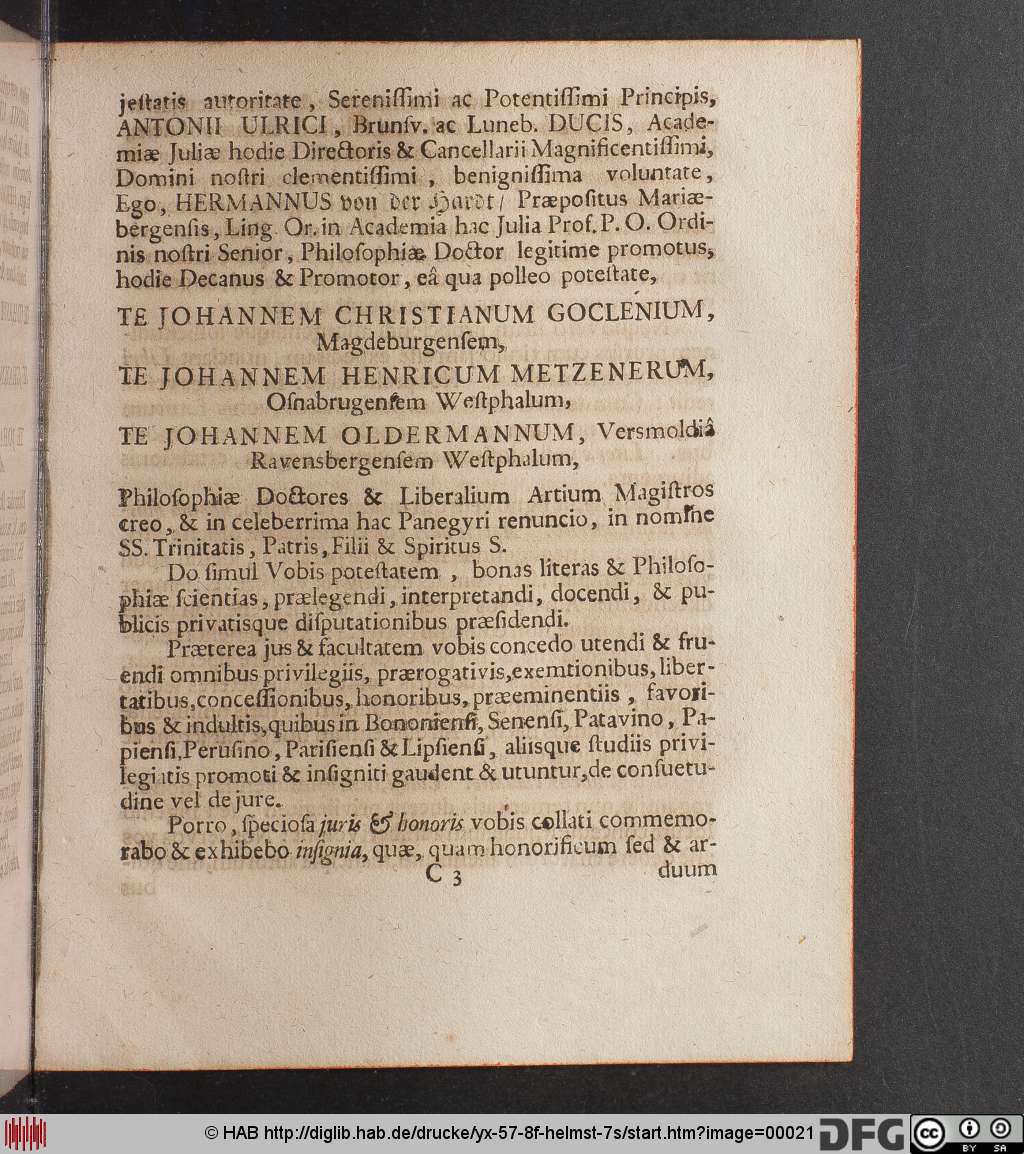 jeſtatis autoritate, Sereniſſimi ac Potentiſſimi Principis,
ANTONII ULRICI, Brunſv. ac Luneb. DUCIS, Acade-
miæ Juliæ hodie Directoris & Cancellarii Magnificentiſſimi,
Domini noſtri clementiſſimi, benigniſſima voluntate,
Ego, HERMANNUS von der Hardt/ Præpoſitus Mariæ-
bergenſis, Ling. Or. in Academia hac Julia Prof. P. O. Ordi-
nis noſtri Senior, Philoſophiæ Doctor legitime promotus,
hodie Decanus & Promotor, eâ qua polleo poteſtate,
TE JOHANNEM CHRISTIANUM GOCLENIUM,
Magdeburgenſem,
TE JOHANNEM HENRICUM METZENERUM,
Oſnabrugenſem Weſtphalum,
TE JOHANNEM OLDERMANNUM, Versmoldiâ
Ravensbergenſem Weſtphalum,
Philoſophiæ Doctores & Liberalium Artium Magiſtros
creo, & in celeberrima hac Panegyri renuncio, in nomine
SS. Trinitatis, Patris, Filii & Spiritus S.
Do ſimul Vobis poteſtatem, bonas literas & Philoſo-
phiæ ſcientias, prælegendi, interpretandi, docendi, & pu-
blicis privatisque diſputationibus præſidendi.
Præterea jus & facultatem vobis concedo utendi & fru-
endi omnibus privilegiis, prærogativis, exemtionibus, liber-
tatibus, conceſſionibus, honoribus, præeminentiis, favori-
bus & indultis, quibus in Bononienſi, Senenſi, Patavino, Pa-
pienſi, Peruſino, Pariſienſi & Lipſienſi, aliisque ſtudiis privi-
legiatis promoti & inſigniti gaudent & utuntur, de conſuetu-
dine vel de jure.
Porro, ſpecioſa juris & honoris vobis collati commemo-
rabo & exhibebo inſignia, quæ, quam honorificum ſed & ar-
C 3 duum
© HAB http://diglib.hab.de/drucke/yx-57-8f-helmst-7s/start.htm?image=00021
DFG
cc BY SA